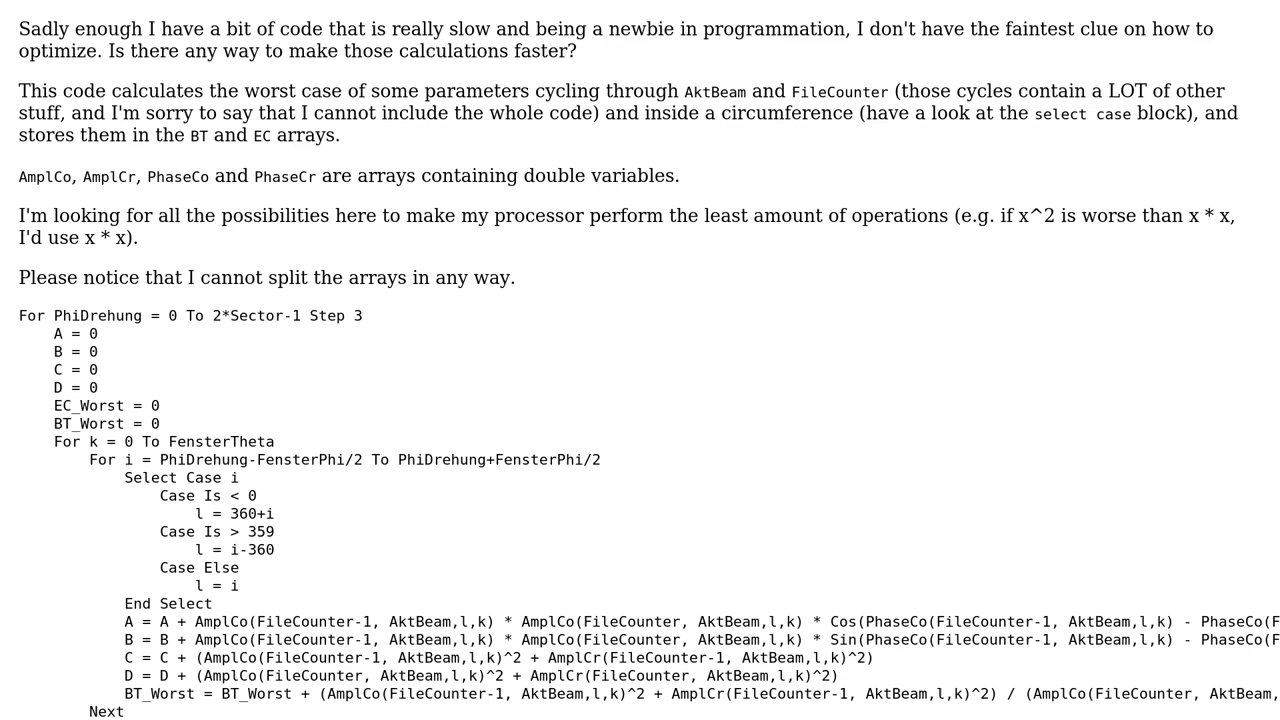 Sadly enough I have a bit of code that is really slow and being a newbie in programmation, I don't have the faintest clue on how to
optimize. Is there any way to make those calculations faster?
This code calculates the worst case of some parameters cycling through AktBeam and FileCounter (those cycles contain a LOT of other
stuff, and I'm sorry to say that I cannot include the whole code) and inside a circumference (have a look at the select case block), and
stores them in the BT and EC arrays.
AmplCo, AmplCr, PhaseCo and PhaseCr are arrays containing double variables.
I'm looking for all the possibilities here to make my processor perform the least amount of operations (e.g. if x^2 is worse than x * x,
I'd use x * x).
Please notice that I cannot split the arrays in any way.
For PhiDrehung = 0 To 2*Sector-1 Step 3
    A = 0
    B = 0
    C = 0
    D = 0
    EC_Worst = 0
    BT_Worst = 0
    For k = 0 To FensterTheta
        For i = PhiDrehung-FensterPhi/2 To PhiDrehung+FensterPhi/2
            Select Case i
                Case Is < 0
                    l = 360+i
                Case Is > 359
                    l = i-360
                Case Else
                    l = i
            End Select
            A = A + AmplCo(FileCounter-1, AktBeam,l,k) * AmplCo(FileCounter, AktBeam,l,k) * Cos(PhaseCo(FileCounter-1, AktBeam,l,k) - PhaseCo(F
            B = B + AmplCo(FileCounter-1, AktBeam,l,k) * AmplCo(FileCounter, AktBeam,l,k) * Sin(PhaseCo(FileCounter-1, AktBeam,l,k) - PhaseCo(F
            C = C + (AmplCo(FileCounter-1, AktBeam,l,k)^2 + AmplCr(FileCounter-1, AktBeam,l,k)^2)
            D = D + (AmplCo(FileCounter, AktBeam,l,k)^2 + AmplCr(FileCounter, AktBeam,l,k)^2)
            BT_Worst = BT_Worst + (AmplCo(FileCounter-1, AktBeam,l,k)^2 + AmplCr(FileCounter-1, AktBeam,l,k)^2) / (AmplCo(FileCounter, AktBeam,
        Next